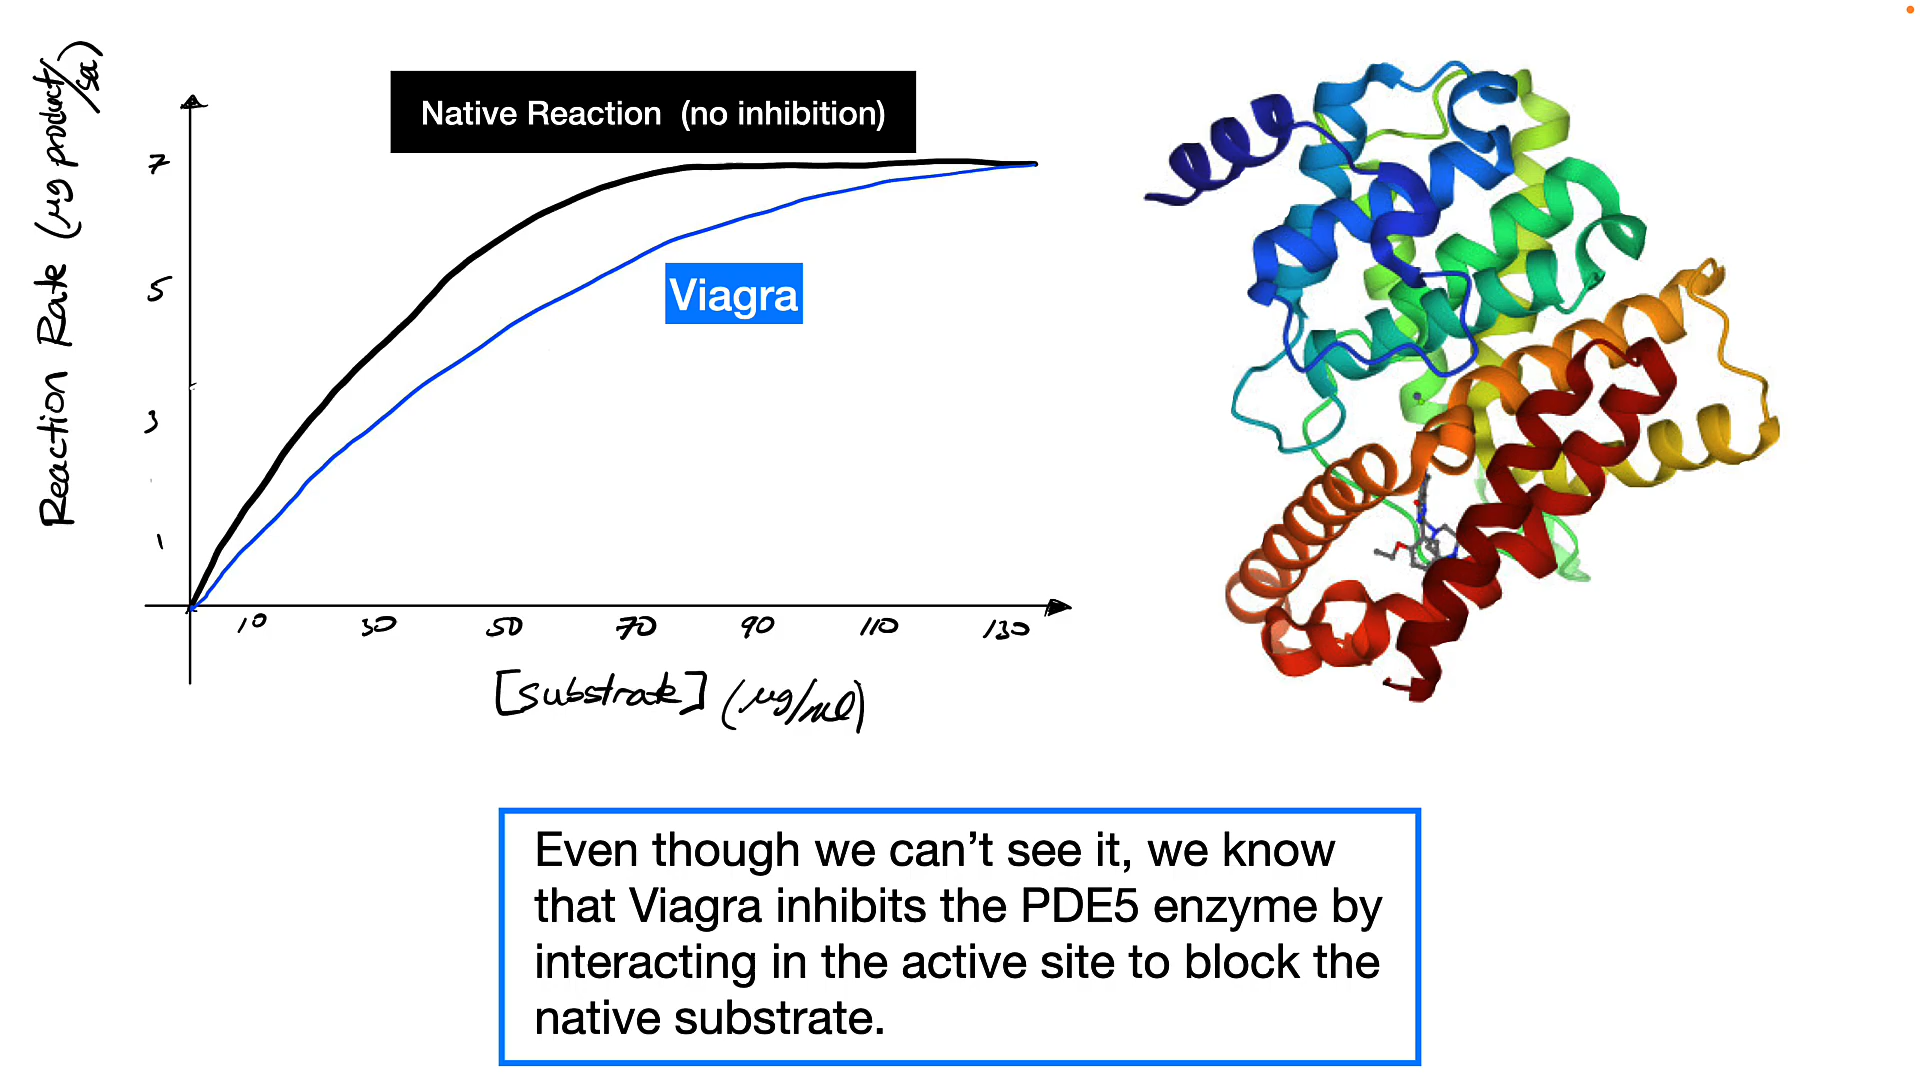 Native Reaction (no inhibition)
Reaction Rate (µg product/sec)
7
5
3
1
Viagra
10 30 50 70 90 110 130
[substrate] (µg/ml)
Even though we can’t see it, we know
that Viagra inhibits the PDE5 enzyme by
interacting in the active site to block the
native substrate.